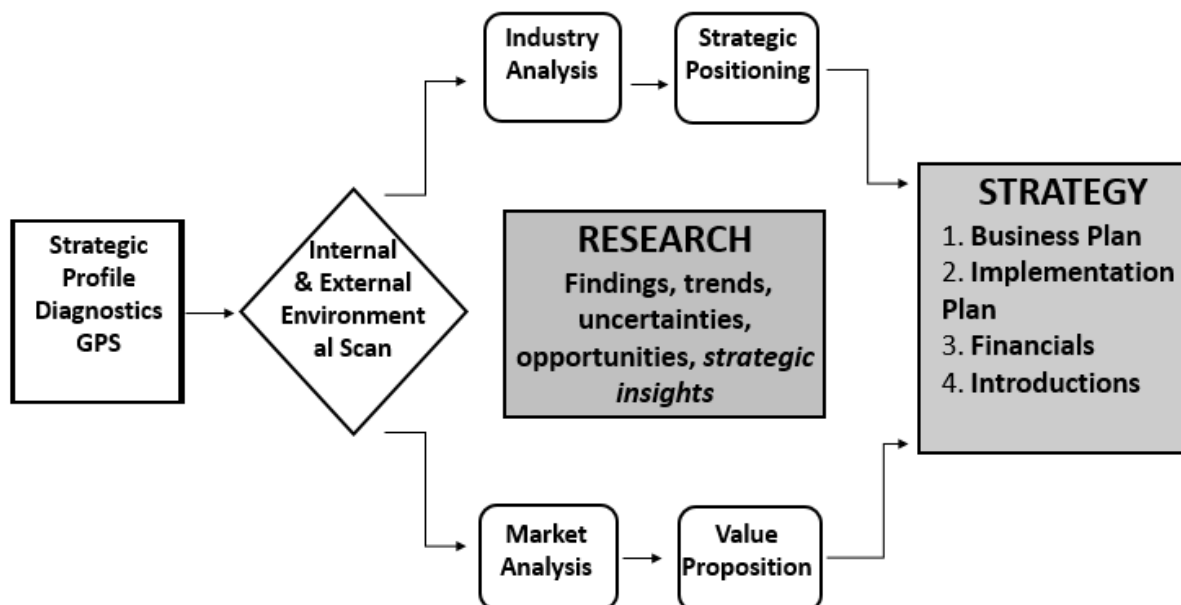 Industry
Analysis
Strategic
Positioning
Strategic
Profile
Diagnostics
GPS
Internal
& External
Environment
al Scan
RESEARCH
Findings, trends,
uncertainties,
opportunities, strategic
insights
STRATEGY
1. Business Plan
2. Implementation
Plan
3. Financials
4. Introductions
Market
Analysis
Value
Proposition